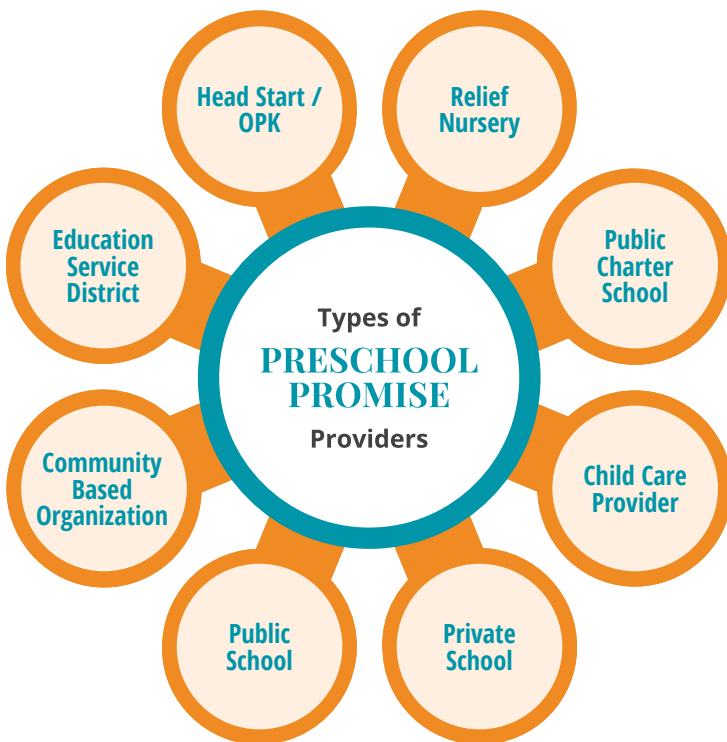 Types of
PRESCHOOL
PROMISE
Providers
Head Start /
OPK
Relief
Nursery
Public
Charter
School
Child Care
Provider
Private
School
Public
School
Community
Based
Organization
Education
Service
District